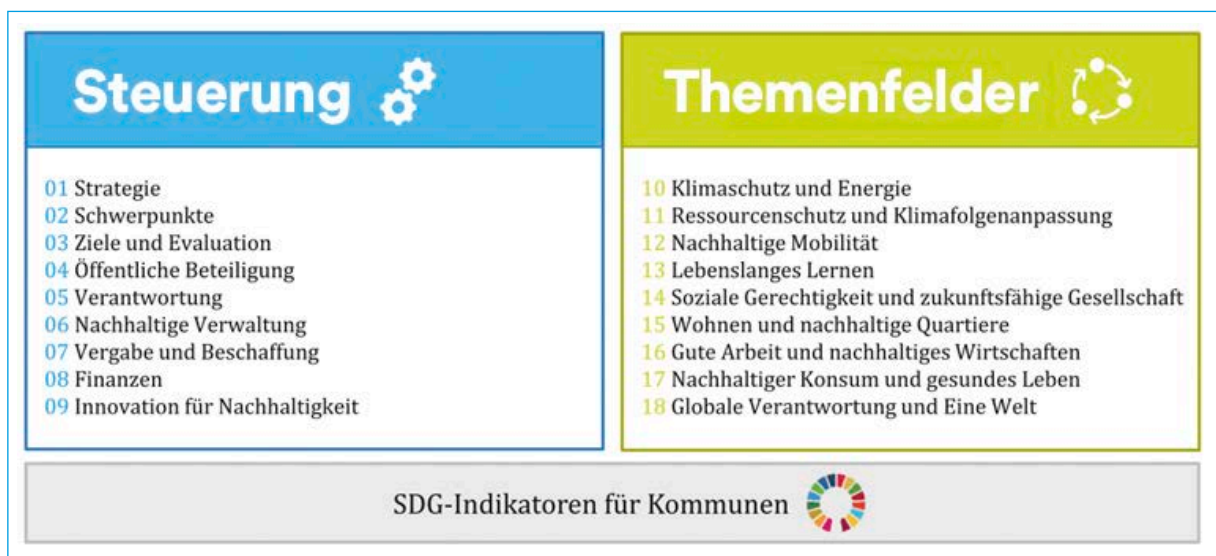 Steuerung
01 Strategie
02 Schwerpunkte
03 Ziele und Evaluation
04 Öffentliche Beteiligung
05 Verantwortung
06 Nachhaltige Verwaltung
07 Vergabe und Beschaffung
08 Finanzen
09 Innovation für Nachhaltigkeit
Themenfelder
10 Klimaschutz und Energie
11 Ressourcenschutz und Klimafolgenanpassung
12 Nachhaltige Mobilität
13 Lebenslanges Lernen
14 Soziale Gerechtigkeit und zukunftsfähige Gesellschaft
15 Wohnen und nachhaltige Quartiere
16 Gute Arbeit und nachhaltiges Wirtschaften
17 Nachhaltiger Konsum und gesundes Leben
18 Globale Verantwortung und Eine Welt
SDG-Indikatoren für Kommunen